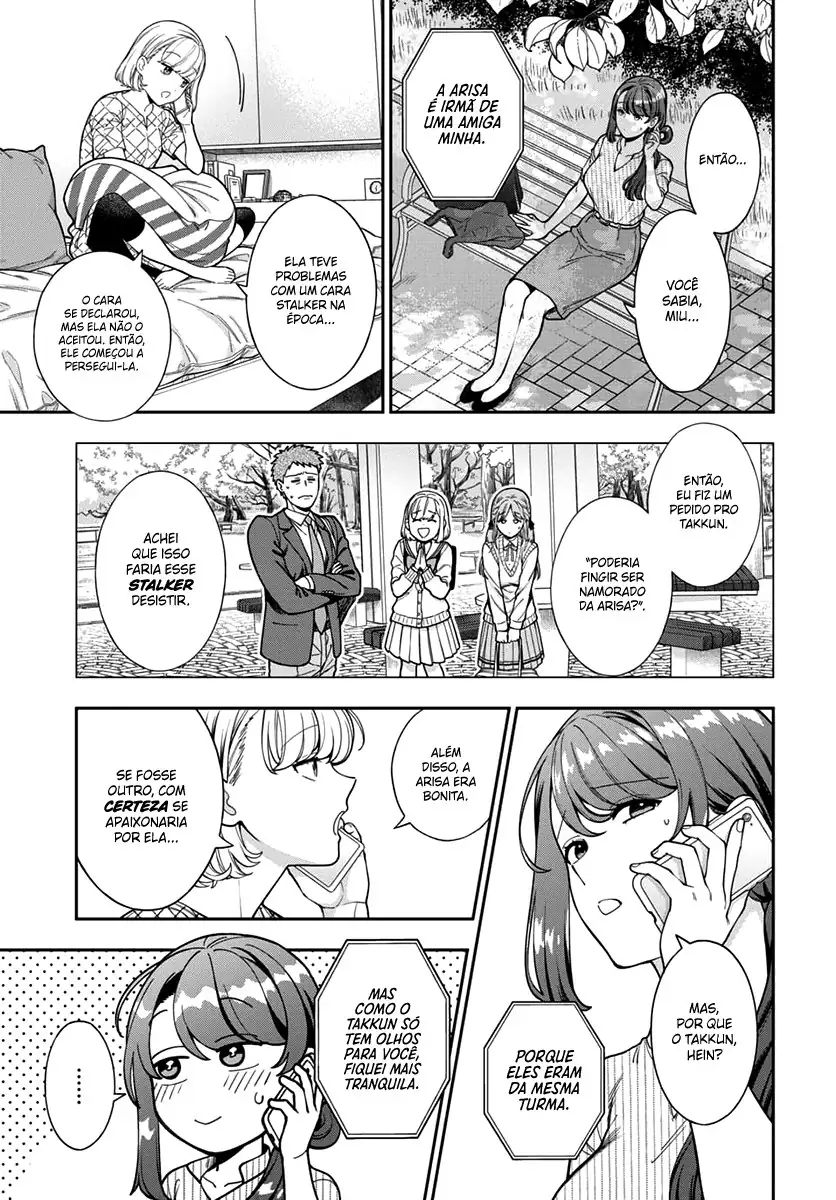 ENTÃO...
VOCÊ
SABIA,
MIU...
A ARISA
É IRMÃ DE
UMA AMIGA
MINHA.
ELA TEVE
PROBLEMAS
COM UM CARA
STALKER NA
ÉPOCA...
O CARA
SE DECLAROU,
MAS ELA NÃO O
ACEITOU. ENTÃO,
ELE COMEÇOU A
PERSEGUI-LA.
ENTÃO,
EU FIZ UM
PEDIDO PRO
TAKKUN.
"PODERIA
FINGIR SER
NAMORADO
DA ARISA?".
ACHEI
QUE ISSO
FARIA ESSE
STALKER
DESISTIR.
ALÉM
DISSO, A
ARISA ERA
BONITA.
SE FOSSE
OUTRO, COM
CERTEZA SE
APAIXONARIA
POR ELA...
MAS,
POR QUE O
TAKKUN,
HEIN?
PORQUE
ELES ERAM
DA MESMA
TURMA.
MAS
COMO O
TAKKUN SÓ
TEM OLHOS
PARA VOCÊ,
FIQUEI MAIS
TRANQUILA.
........